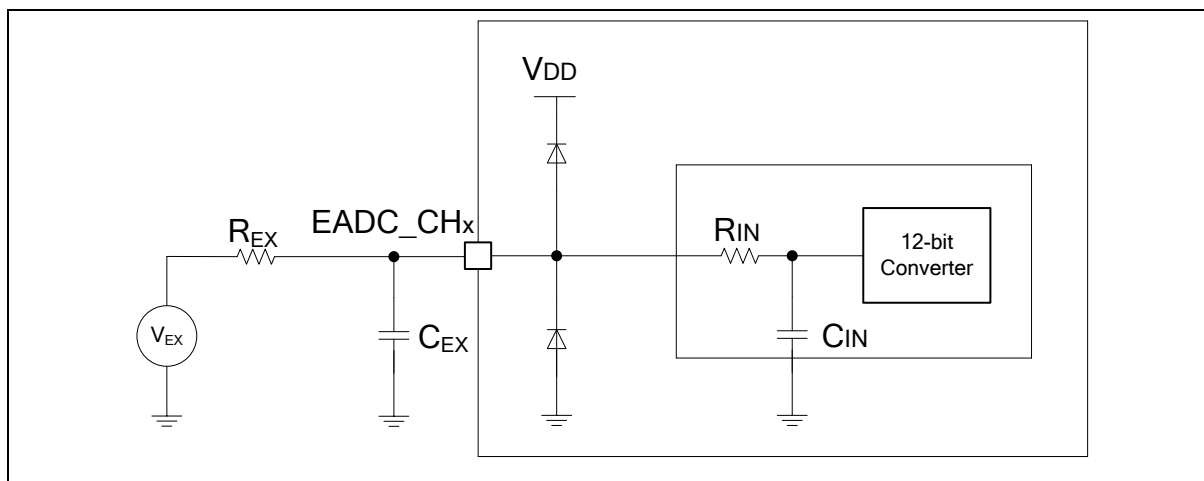 VDD
EADC_CHx
REX
RIN
12-bit
Converter
VEX
CEX
CIN